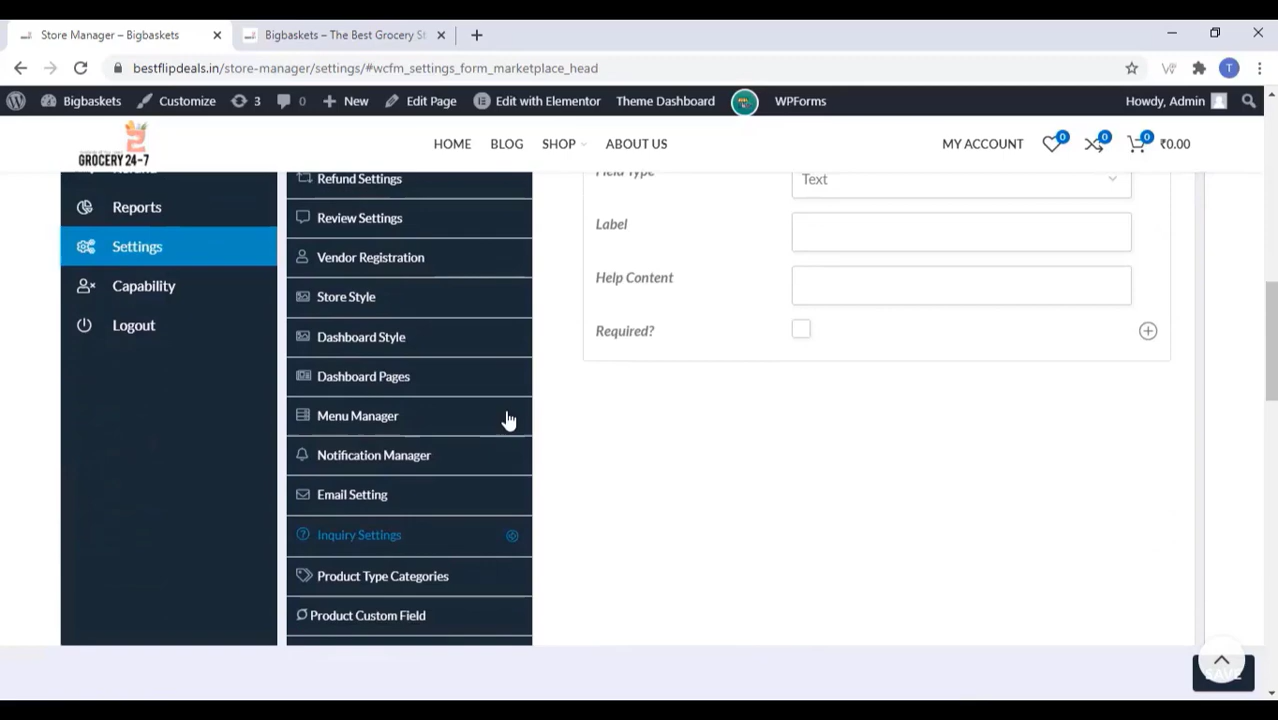 Store Manager – Bigbaskets
Bigbaskets – The Best Grocery St
bestflipdeals.in/store-manager/settings/#wcfm_settings_form_marketplace_head
T
Bigbaskets
Customize
3
0
New
Edit Page
Edit with Elementor
Theme Dashboard
WPForms
Howdy, Admin
GROCERY 24-7
HOME
BLOG
SHOP
ABOUT US
MY ACCOUNT
0
0
0
₹0.00
Reports
Settings
Capability
Logout
Refund Settings
Review Settings
Vendor Registration
Store Style
Dashboard Style
Dashboard Pages
Menu Manager
Notification Manager
Email Setting
Inquiry Settings
Product Type Categories
Product Custom Field
Field Type
Text
Label
Help Content
Required?
SAVE